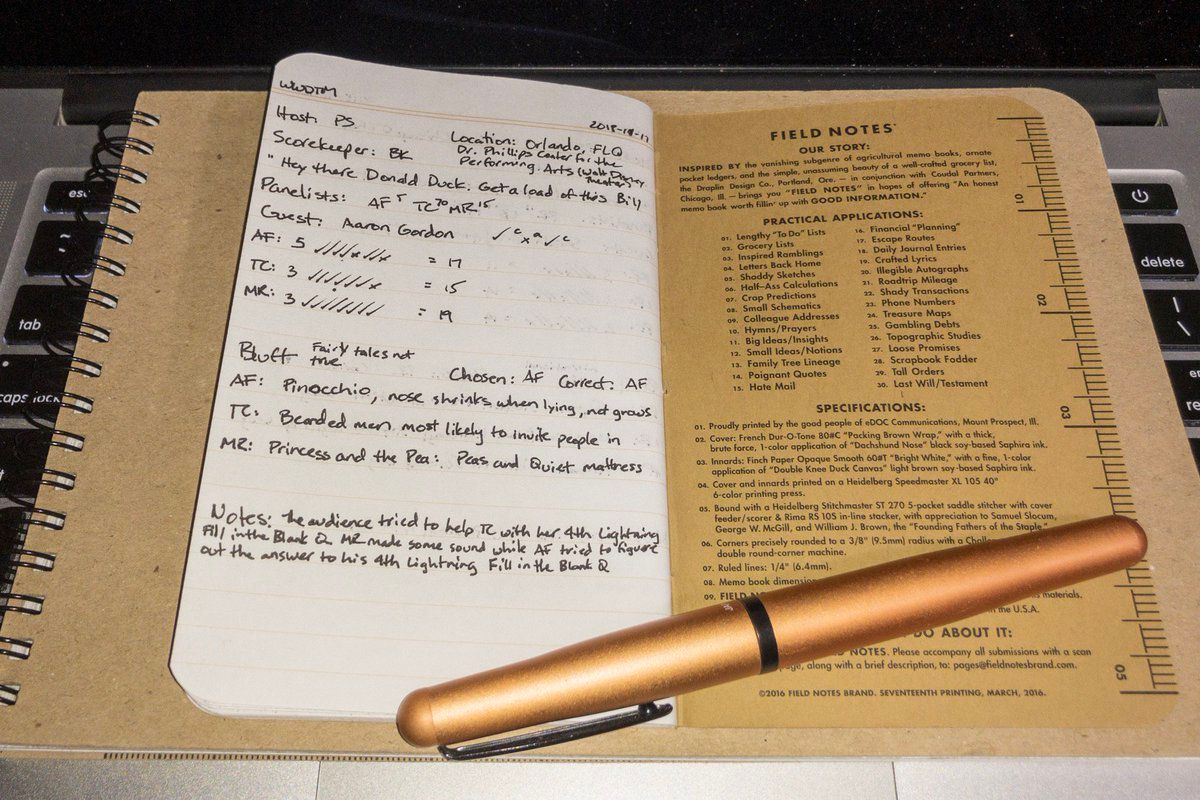 WWDTM
2018-18-17
Host: PS
Location: Orlando, FLQ
Scorekeeper: BK
Dr. Phillips Center for the
Performing Arts (Walt Disney
Theater)
"Hey there Donald Duck. Get a load of this Bill
Panelists: AF 5 TC 70 MR 15
Guest: Aaron Gordon ✓c xa ✓c
AF: 5 ///////x//x = 17
TC: 3 ///////x = 15
MR: 3 //////// = 19
Bluff Fairy tales not
true
Chosen: AF Correct: AF
AF: Pinocchio, nose shrinks when lying, not grows
TC: Bearded men most likely to invite people in
MR: Princess and the Pea: Peas and Quiet mattress
Notes: The audience tried to help TC with her 4th Lightning
Fill in the Blank Q. MR made some sound while AF tried to figure
out the answer to his 4th Lightning Fill in the Blank Q
FIELD NOTES
OUR STORY:
INSPIRED BY the vanishing subgenre of agricultural memo books, ornate
pocket ledgers, and the simple, unassuming beauty of a well-crafted grocery list,
the Draplin Design Co., Portland, Ore. – in conjunction with Coudal Partners,
Chicago, Ill. – brings you "FIELD NOTES" in hopes of offering "An honest
memo book worth fillin' up with GOOD INFORMATION."
PRACTICAL APPLICATIONS:
01. Lengthy "To Do" Lists
02. Grocery Lists
03. Inspired Ramblings
04. Letters Back Home
05. Shoddy Sketches
06. Half-Ass Calculations
07. Crap Predictions
08. Small Schematics
09. Colleague Addresses
10. Hymns/Prayers
11. Big Ideas/Insights
12. Small Ideas/Notions
13. Family Tree Lineage
14. Poignant Quotes
15. Hate Mail
16. Financial "Planning"
17. Escape Routes
18. Daily Journal Entries
19. Crafted Lyrics
20. Illegible Autographs
21. Roadtrip Mileage
22. Shady Transactions
23. Phone Numbers
24. Treasure Maps
25. Gambling Debts
26. Topographic Studies
27. Loose Promises
28. Scrapbook Fodder
29. Tall Orders
30. Last Will/Testament
SPECIFICATIONS:
01. Proudly printed by the good people of eDOC Communications, Mount Prospect, Ill.
02. Cover: French Dur-O-Tone 80#C "Packing Brown Wrap," with a thick,
brute force, 1-color application of "Dachshund Nose" black soy-based Saphira ink.
03. Innards: Finch Paper Opaque Smooth 60#T "Bright White," with a fine, 1-color
application of "Double Knee Duck Canvas" light brown soy-based Saphira ink.
04. Cover and innards printed on a Heidelberg Speedmaster XL 105 40"
6-color printing press.
05. Bound with a Heidelberg Stitchmaster ST 270 5-pocket saddle stitcher with cover
feeder/scorer & Rima RS 10S in-line stacker, with appreciation to Samuel Slocum,
George W. McGill, and William J. Brown, the "Founding Fathers of the Staple."
06. Corners precisely rounded to a 3/8" (9.5mm) radius with a
double round-corner machine.
07. Ruled lines: 1/4" (6.4mm).
08. Memo book
09. FIELD materials.
the U.S.A.
DO ABOUT IT:
NOTES. Please accompany all submissions with a scan
along with a brief description, to: pages@fieldnotesbrand.com.
©2016 FIELD NOTES BRAND. SEVENTEENTH PRINTING, MARCH, 2016.
01
02
03
05
esc
tab
caps lock
delete